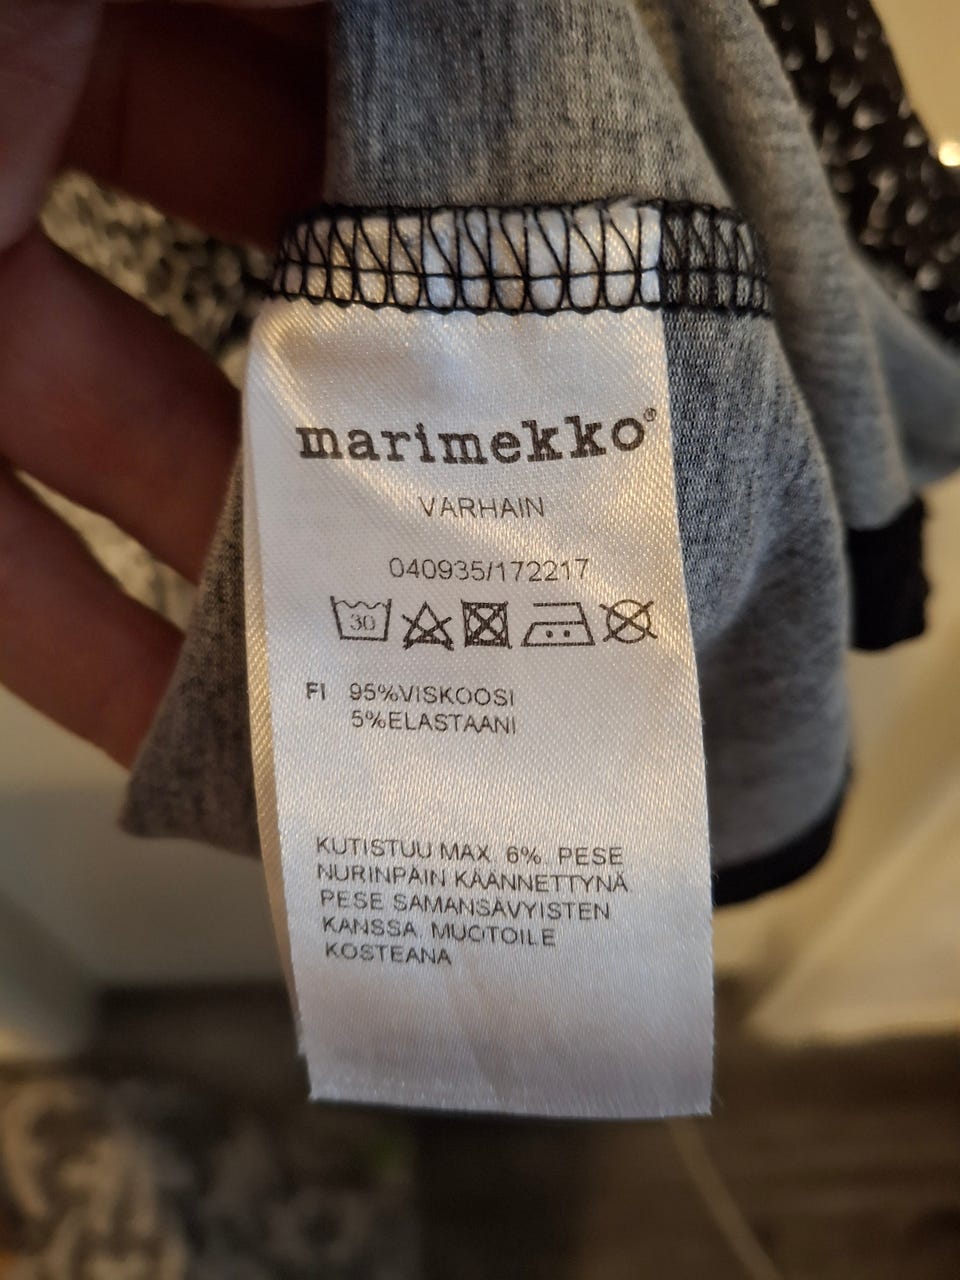 marimekko®
VARHAIN
040935/172217
30
FI 95%VISKOOSI
5%ELASTAANI
KUTISTUU MAX. 6%. PESE
NURINPÄIN KÄÄNNETTYNÄ.
PESE SAMANSÄVYISTEN
KANSSA. MUOTOILE
KOSTEANA